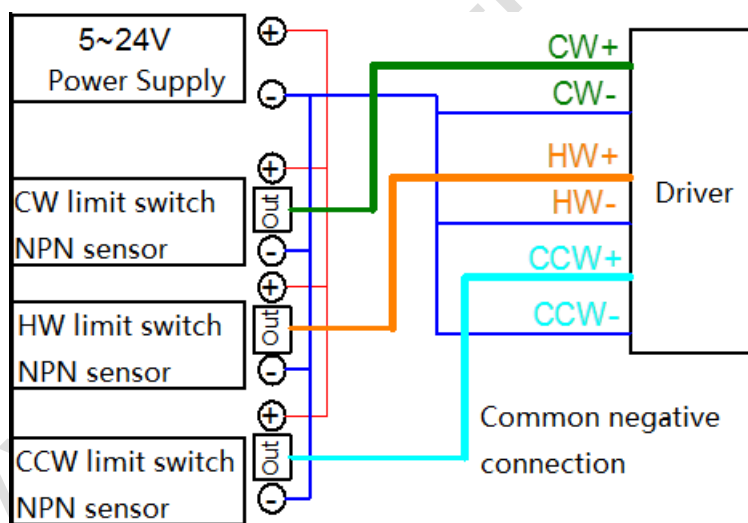 5~24V
Power Supply
+
-
CW+
CW-
HW+
HW-
CCW+
CCW-
Driver
+
CW limit switch
NPN sensor
Out
-
+
HW limit switch
NPN sensor
Out
-
+
CCW limit switch
NPN sensor
Out
-
Common negative
connection